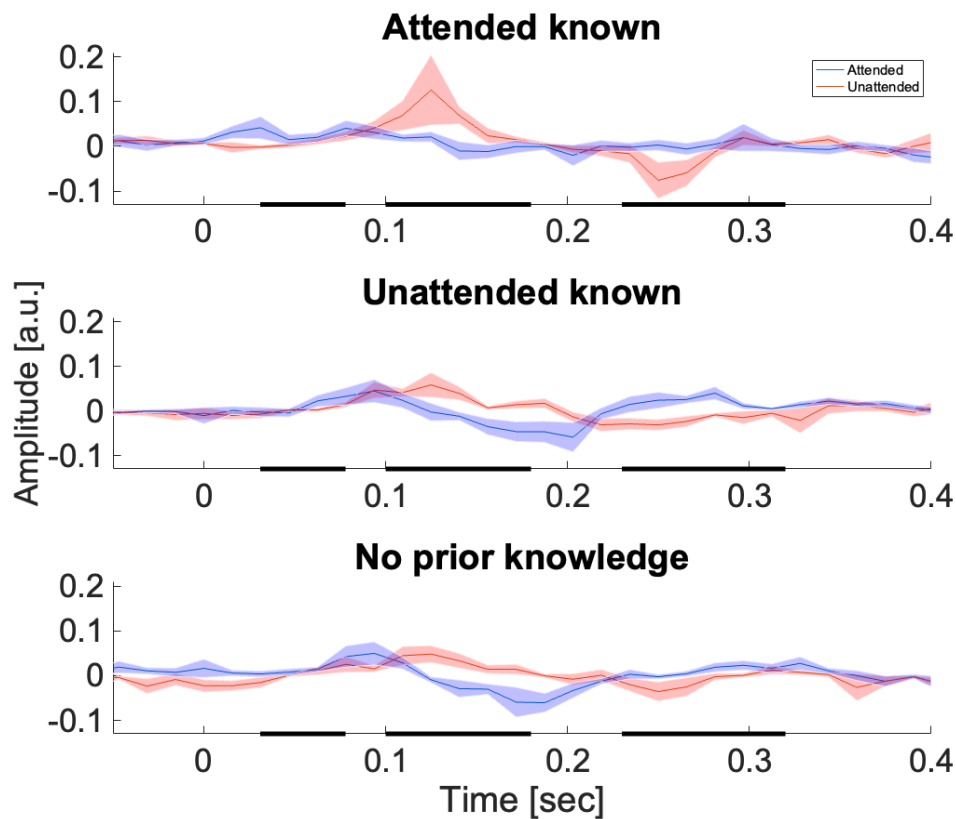 Attended known
Attended
Unattended
0.2
0.1
0
-0.1
0 0.1 0.2 0.3 0.4
Unattended known
0.2
0.1
0
-0.1
0 0.1 0.2 0.3 0.4
Amplitude [a.u.]
No prior knowledge
0.2
0.1
0
-0.1
0 0.1 0.2 0.3 0.4
Time [sec]